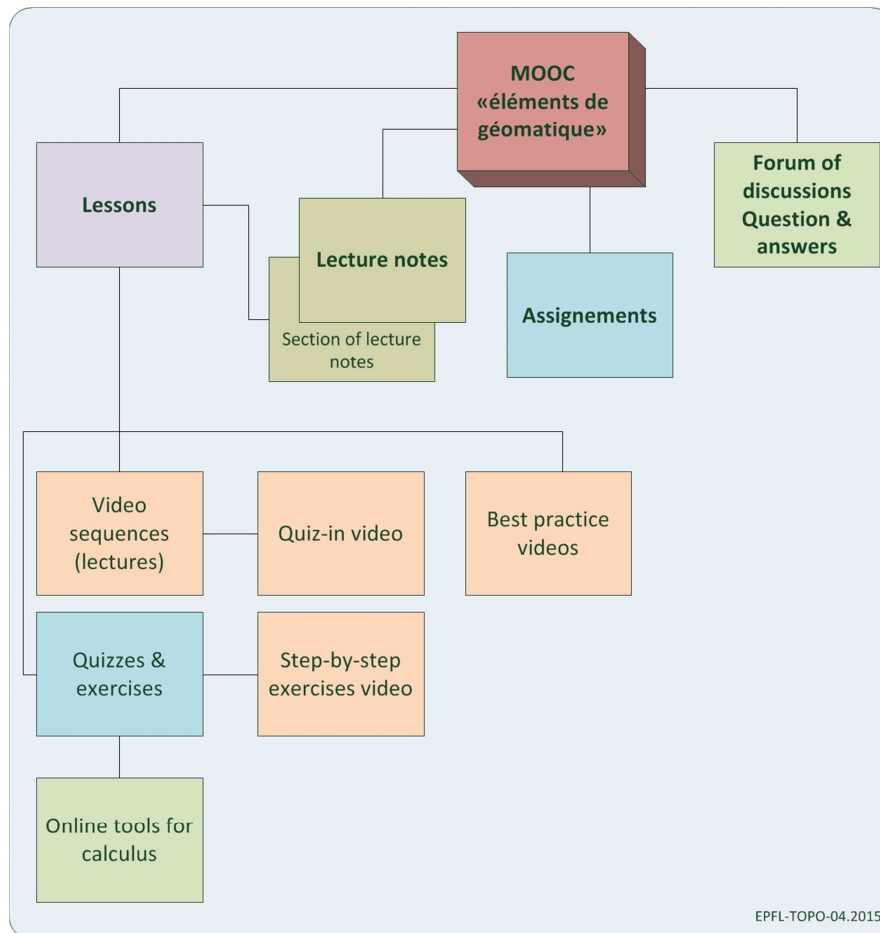 MOOC
«éléments de
géomatique»
Lessons
Forum of
discussions
Question &
answers
Lecture notes
Section of lecture
notes
Assignements
Video
sequences
(lectures)
Quiz-in video
Best practice
videos
Quizzes &
exercises
Step-by-step
exercises video
Online tools for
calculus
EPFL-TOPO-04.2015